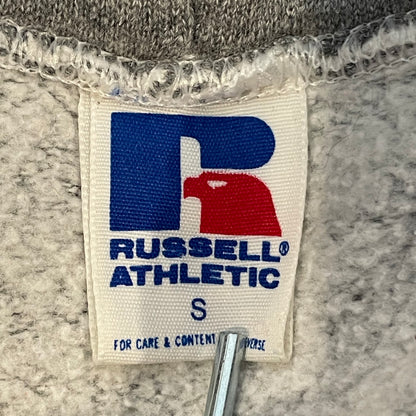 RUSSELL®
ATHLETIC
S
FOR CARE & CONTENT